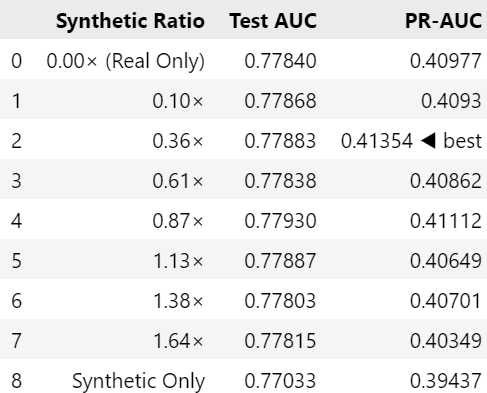 Synthetic Ratio Test AUC PR-AUC
0 0.00× (Real Only) 0.77840 0.40977
1 0.10× 0.77868 0.4093
2 0.36× 0.77883 0.41354 ◀ best
3 0.61× 0.77838 0.40862
4 0.87× 0.77930 0.41112
5 1.13× 0.77887 0.40649
6 1.38× 0.77803 0.40701
7 1.64× 0.77815 0.40349
8 Synthetic Only 0.77033 0.39437